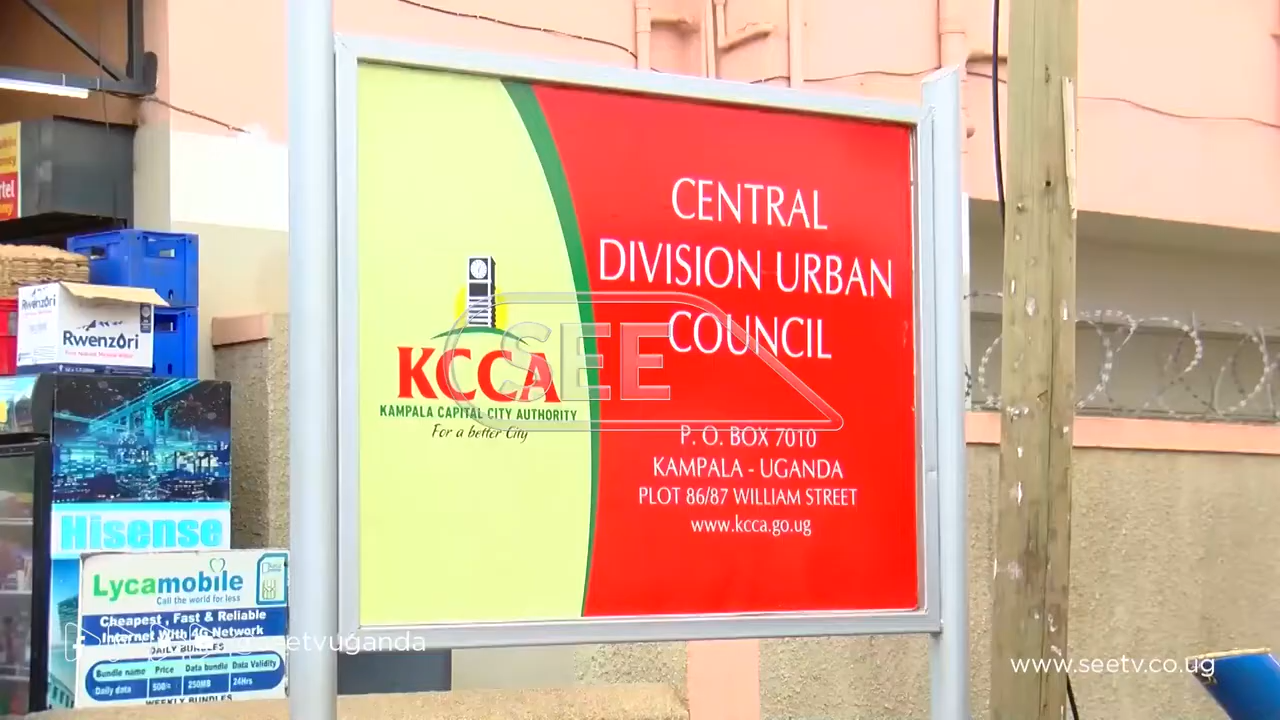 CENTRAL
DIVISION URBAN
COUNCIL
P. O. BOX 7010
KAMPALA - UGANDA
PLOT 86/87 WILLIAM STREET
www.kcca.go.ug
KCCA
KAMPALA CAPITAL CITY AUTHORITY
For a better City
SEE
Rwenzori
Rwenzori
Hisense
Lycamobile
Call the world for less
Cheapest , Fast & Reliable
Internet With 4G Network
DAILY BUNDLES
Bundle name Price Data bundle Data Validity
Daily data 500= 250MB 24Hrs
WEEKLY BUNDLES
seetvuganda
www.seetv.co.ug